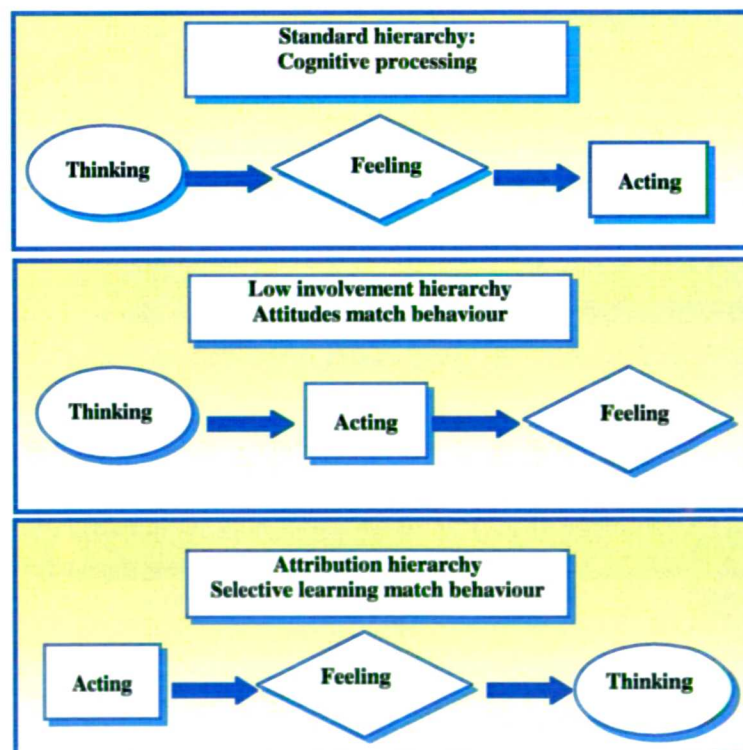 Standard hierarchy:
Cognitive processing
Thinking
Feeling
Acting
Low involvement hierarchy
Attitudes match behaviour
Thinking
Acting
Feeling
Attribution hierarchy
Selective learning match behaviour
Acting
Feeling
Thinking